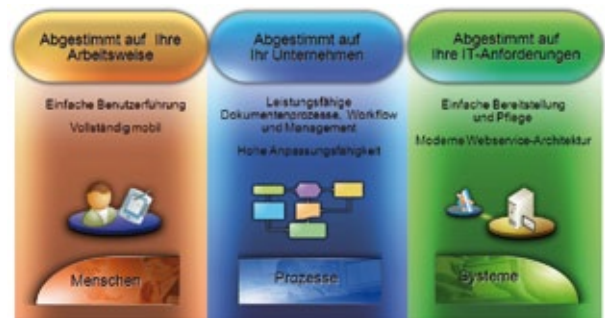 Abgestimmt auf Ihre
Arbeitsweise
Einfache Benutzerführung
Vollständig mobil
Menschen
Abgestimmt auf
Ihr Unternehmen
Leistungsfähige
Dokumentenprozesse, Workflow
und Management
Hohe Anpassungsfähigkeit
Prozesse
Abgestimmt auf
Ihre IT-Anforderungen
Einfache Bereitstellung
und Pflege
Moderne Webservice-Architektur
Systeme